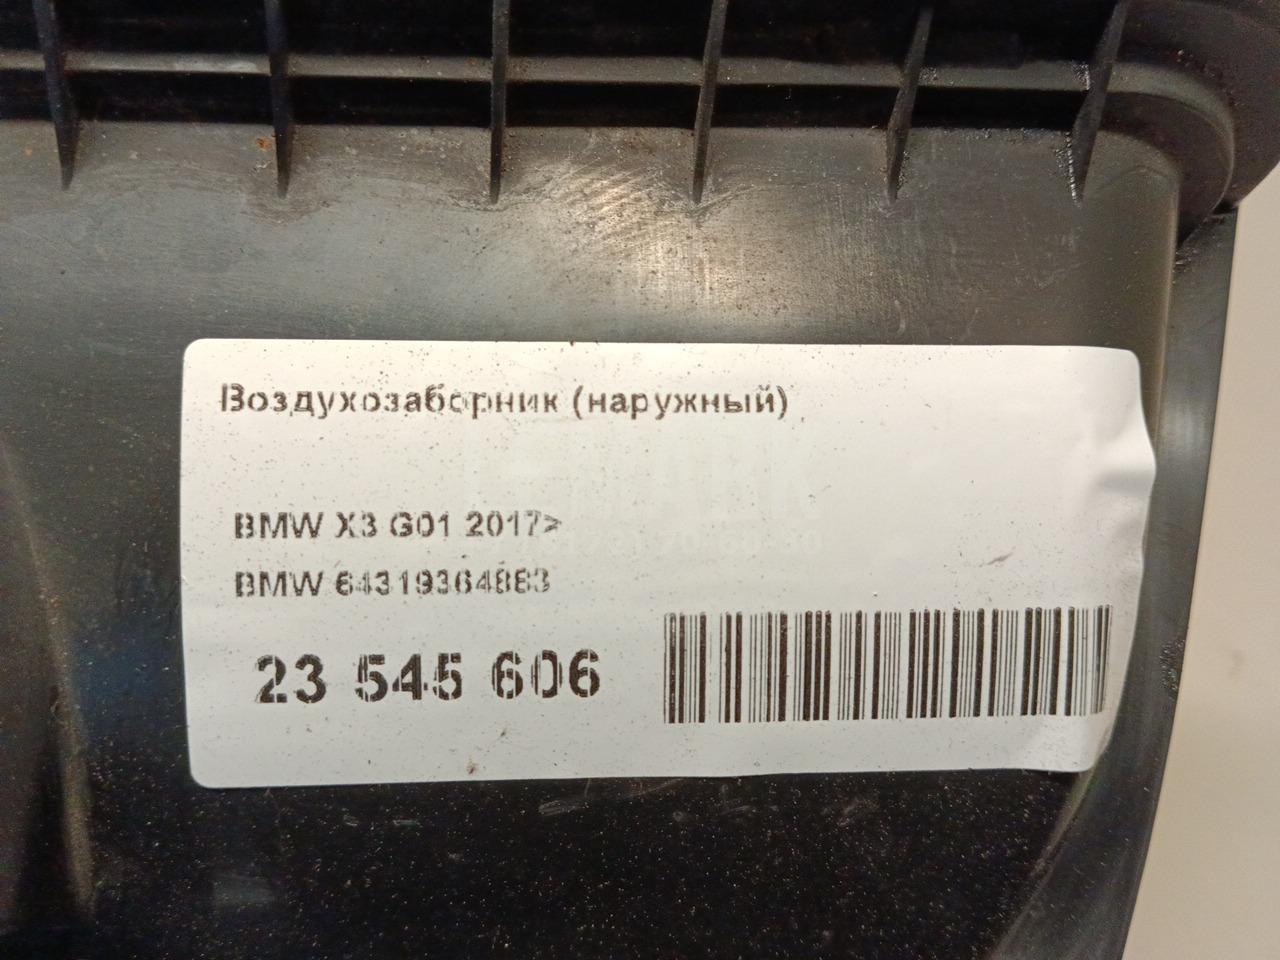 Воздухозаборник (наружный)
BMW X3 G01 2017>
BMW 64319364883
23 545 606